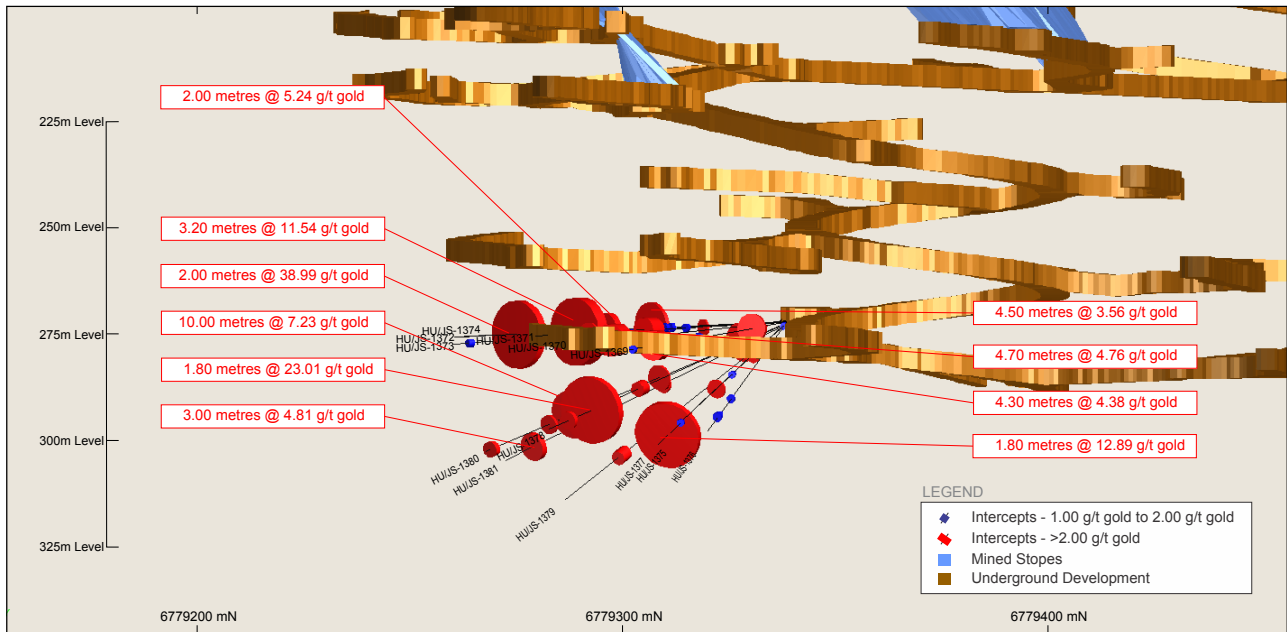 2.00 metres @ 5.24 g/t gold
225m Level
3.20 metres @ 11.54 g/t gold
250m Level
2.00 metres @ 38.99 g/t gold
10.00 metres @ 7.23 g/t gold
4.50 metres @ 3.56 g/t gold
275m Level
HU/JS-1374
HU/JS-1372
HU/JS-1373
HU/JS-1371
HU/JS-1370
HU/JS-1369
4.70 metres @ 4.76 g/t gold
1.80 metres @ 23.01 g/t gold
4.30 metres @ 4.38 g/t gold
3.00 metres @ 4.81 g/t gold
1.80 metres @ 12.89 g/t gold
300m Level
HU/JS-1378
HU/JS-1380
HU/JS-1381
HU/JS-1377
HU/JS-1375
HU/JS-1379
LEGEND
Intercepts - 1.00 g/t gold to 2.00 g/t gold
Intercepts - >2.00 g/t gold
Mined Stopes
Underground Development
325m Level
6779200 mN
6779300 mN
6779400 mN